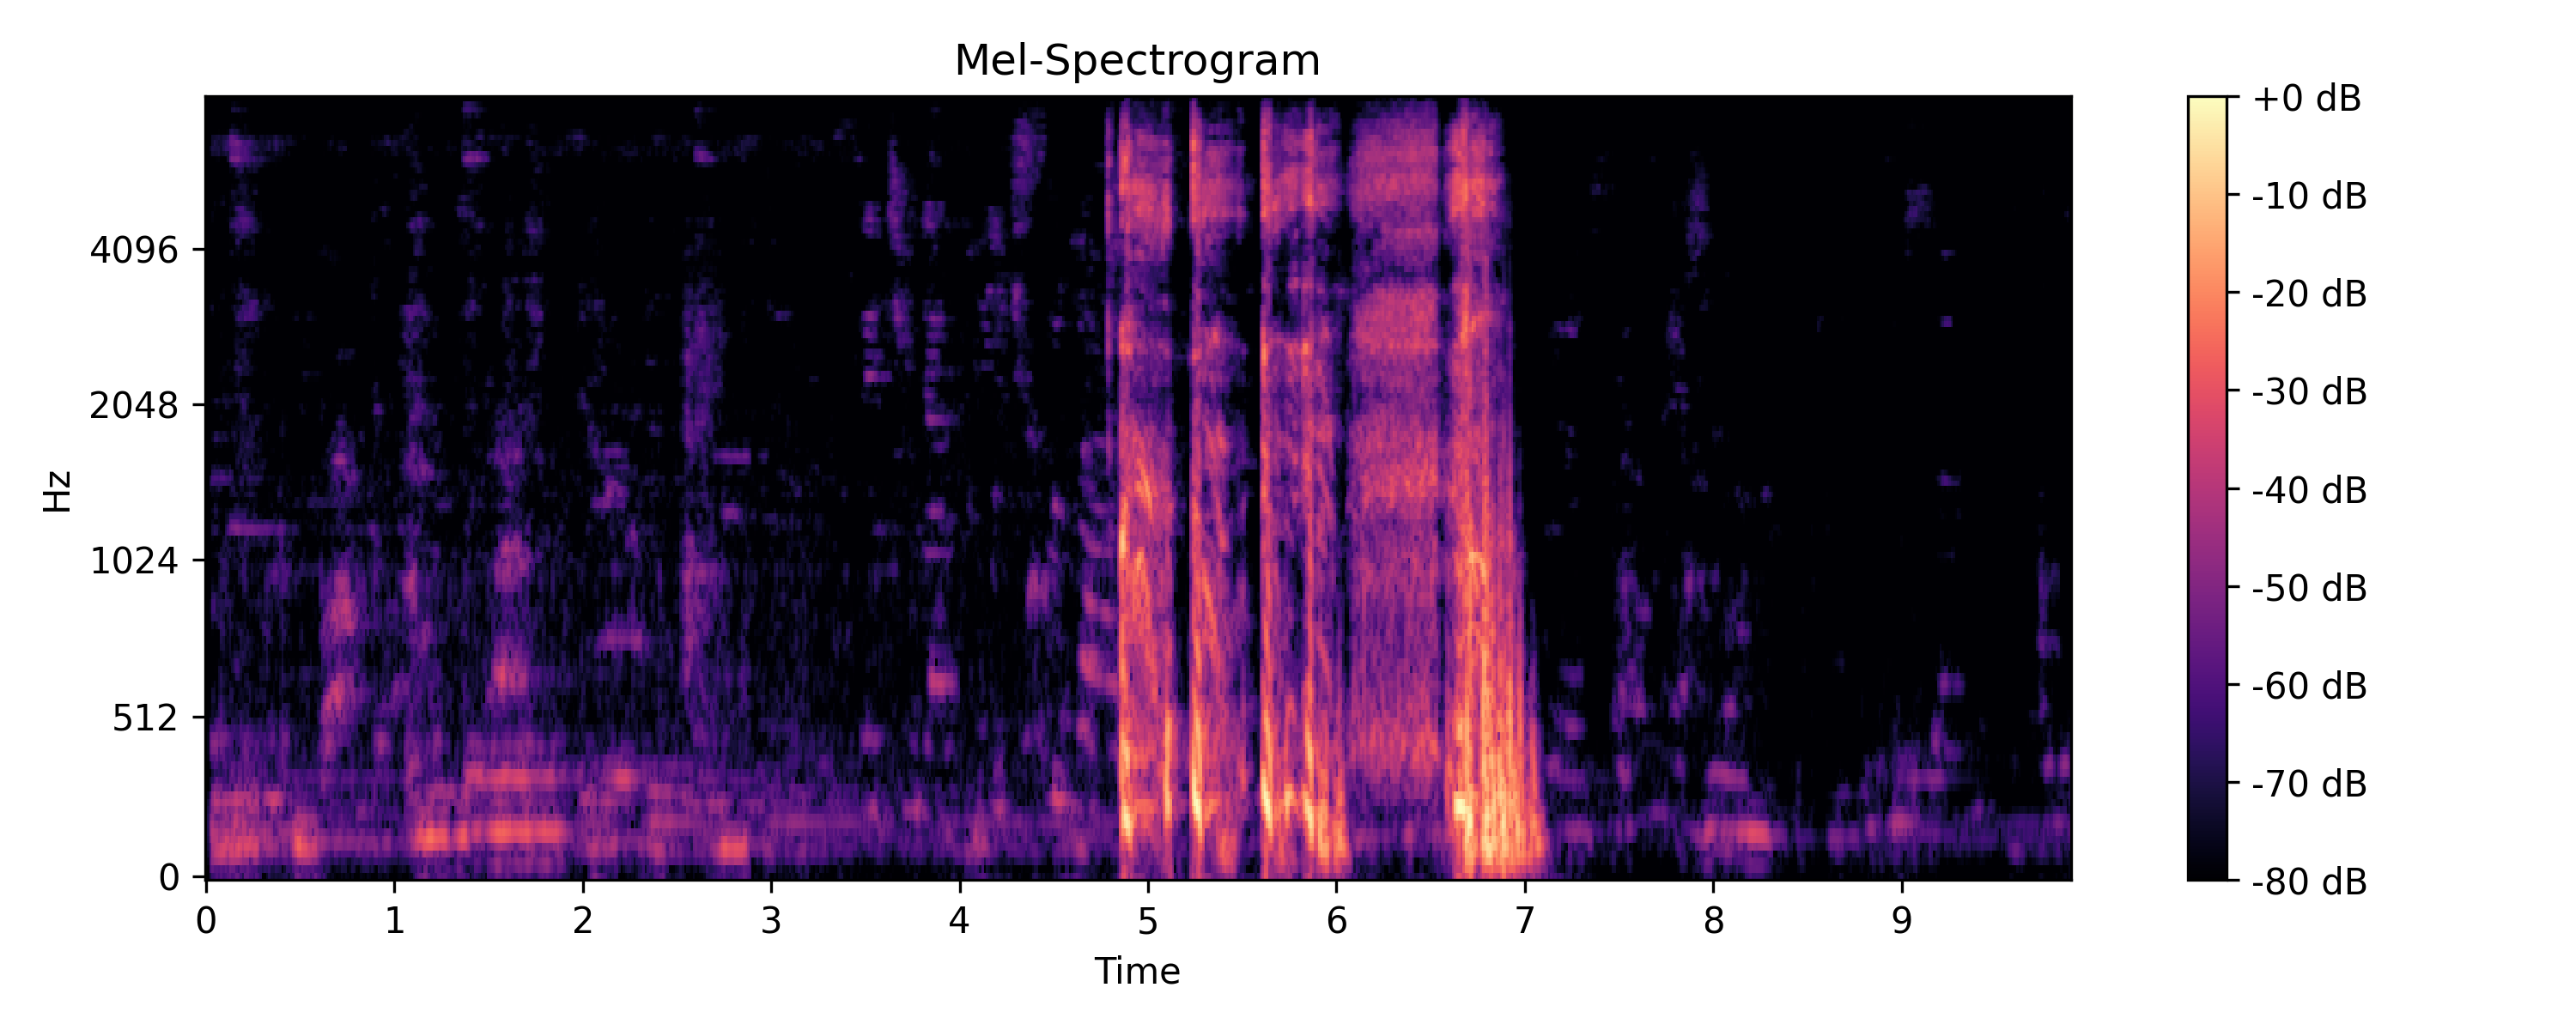 Mel-Spectrogram
+0 dB
-10 dB
-20 dB
-30 dB
-40 dB
-50 dB
-60 dB
-70 dB
-80 dB
Hz
4096
2048
1024
512
0
0 1 2 3 4 5 6 7 8 9
Time